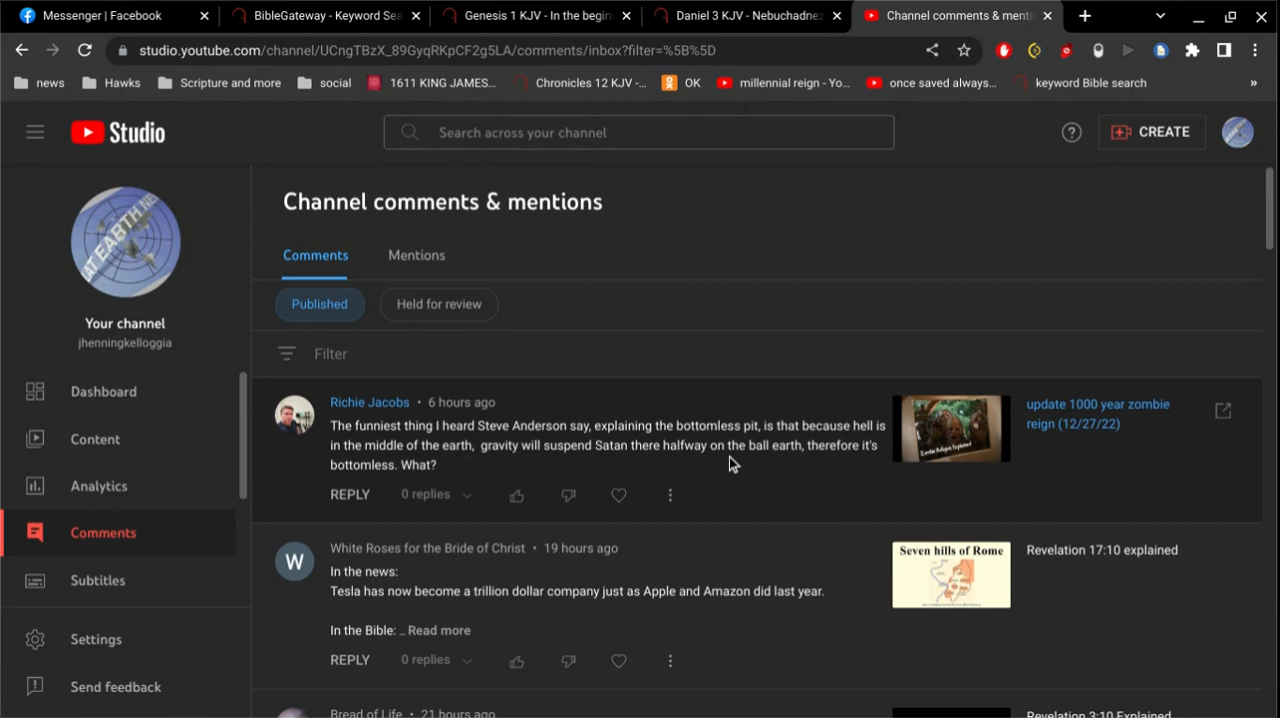 Messenger | Facebook
BibleGateway - Keyword Sea
Genesis 1 KJV - In the begin
Daniel 3 KJV - Nebuchadnez
Channel comments & menti
studio.youtube.com/channel/UCngTBzX_89GyqRKpCF2g5LA/comments/inbox?filter=%5B%5D
news
Hawks
Scripture and more
social
1611 KING JAMES...
Chronicles 12 KJV -...
OK
millennial reign - Yo...
once saved always...
keyword Bible search
»
Studio
Search across your channel
CREATE
AT EARTH NE
Your channel
jhenningkelloggia
Dashboard
Content
Analytics
Comments
Subtitles
Settings
Send feedback
Channel comments & mentions
Comments
Mentions
Published
Held for review
Filter
Richie Jacobs • 6 hours ago
The funniest thing I heard Steve Anderson say, explaining the bottomless pit, is that because hell is
in the middle of the earth, gravity will suspend Satan there halfway on the ball earth, therefore it's
bottomless. What?
REPLY
0 replies
update 1000 year zombie
reign (12/27/22)
W
White Roses for the Bride of Christ • 19 hours ago
In the news:
Tesla has now become a trillion dollar company just as Apple and Amazon did last year.
In the Bible: ... Read more
REPLY
0 replies
Seven hills of Rome
Revelation 17:10 explained
Bread of Life • 21 hours ago
Revelation 3:10 Explained